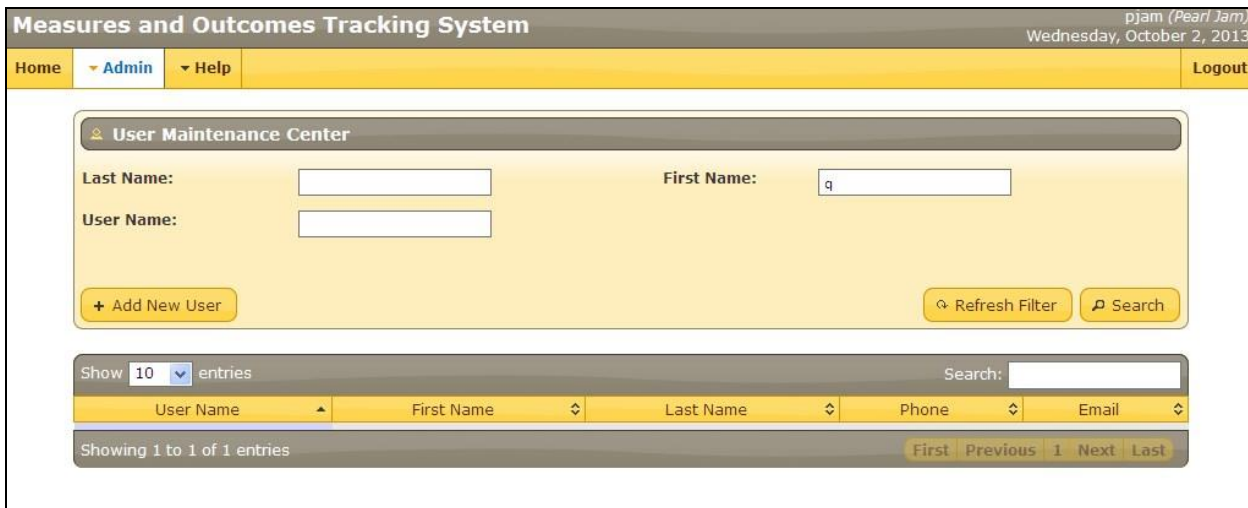 Measures and Outcomes Tracking System
pjam (Pearl Jam)
Wednesday, October 2, 2013
Home Admin Help Logout
User Maintenance Center
Last Name: First Name: q
User Name:
+ Add New User Refresh Filter Search
Show 10 entries Search:
User Name First Name Last Name Phone Email
Showing 1 to 1 of 1 entries First Previous 1 Next Last